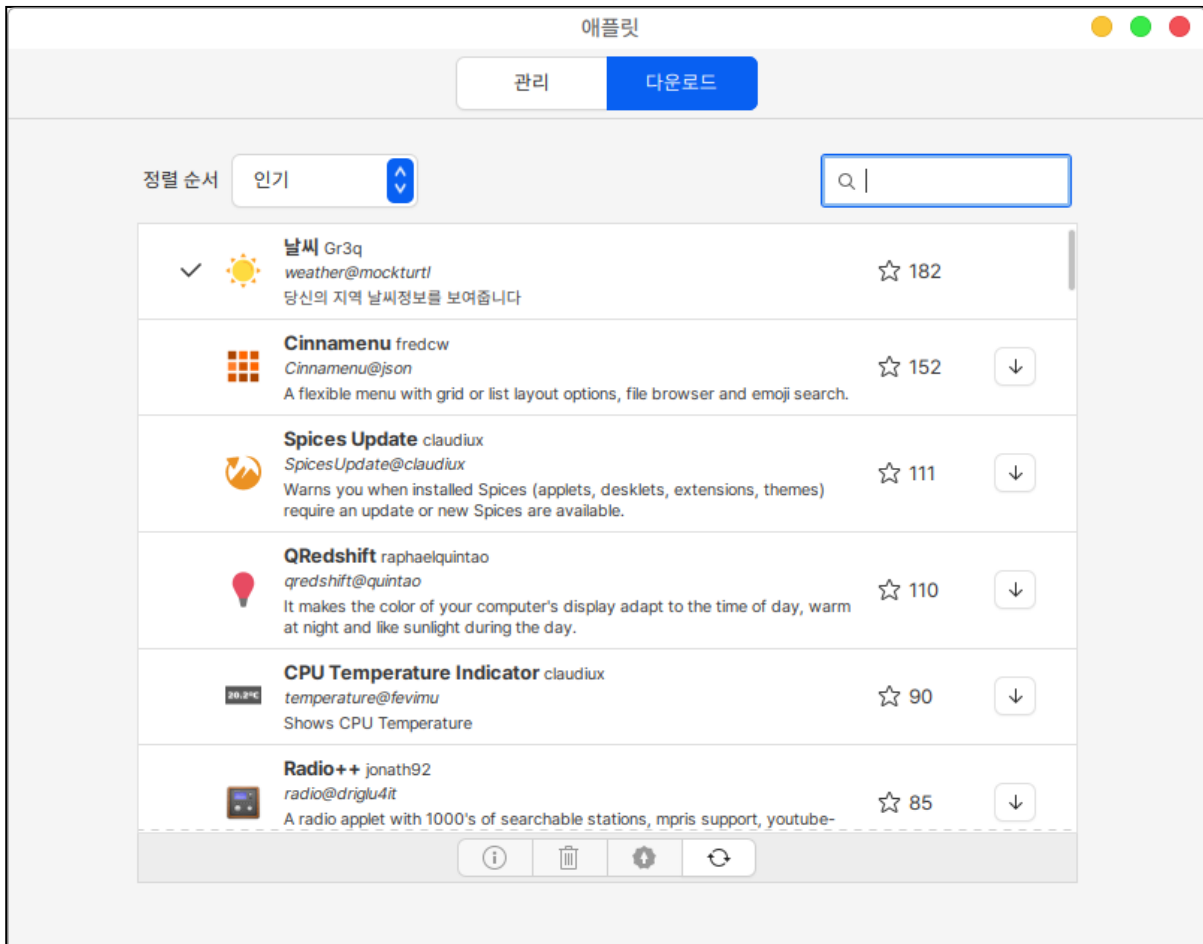 애플릿
관리 다운로드
정렬 순서 인기
날씨 Gr3q
weather@mockturtl
당신의 지역 날씨정보를 보여줍니다
182
Cinnamenu fredcw
Cinnamenu@json
A flexible menu with grid or list layout options, file browser and emoji search.
152
Spices Update claudiux
SpicesUpdate@claudiux
Warns you when installed Spices (applets, desklets, extensions, themes)
require an update or new Spices are available.
111
QRedshift raphaelquintao
qredshift@quintao
It makes the color of your computer's display adapt to the time of day, warm
at night and like sunlight during the day.
110
20.2°C
CPU Temperature Indicator claudiux
temperature@fevimu
Shows CPU Temperature
90
Radio++ jonath92
radio@driglu4it
A radio applet with 1000's of searchable stations, mpris support, youtube-
85